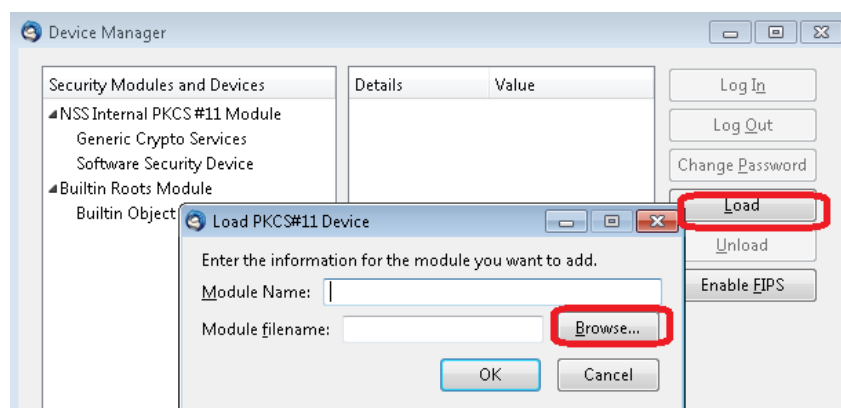 Device Manager
Security Modules and Devices
Details Value
Log In
NSS Internal PKCS #11 Module
Generic Crypto Services
Log Out
Software Security Device
Change Password
Builtin Roots Module
Builtin Object
Load
Load PKCS#11 Device
Unload
Enter the information for the module you want to add.
Enable FIPS
Module Name:
Module filename:
Browse...
OK Cancel